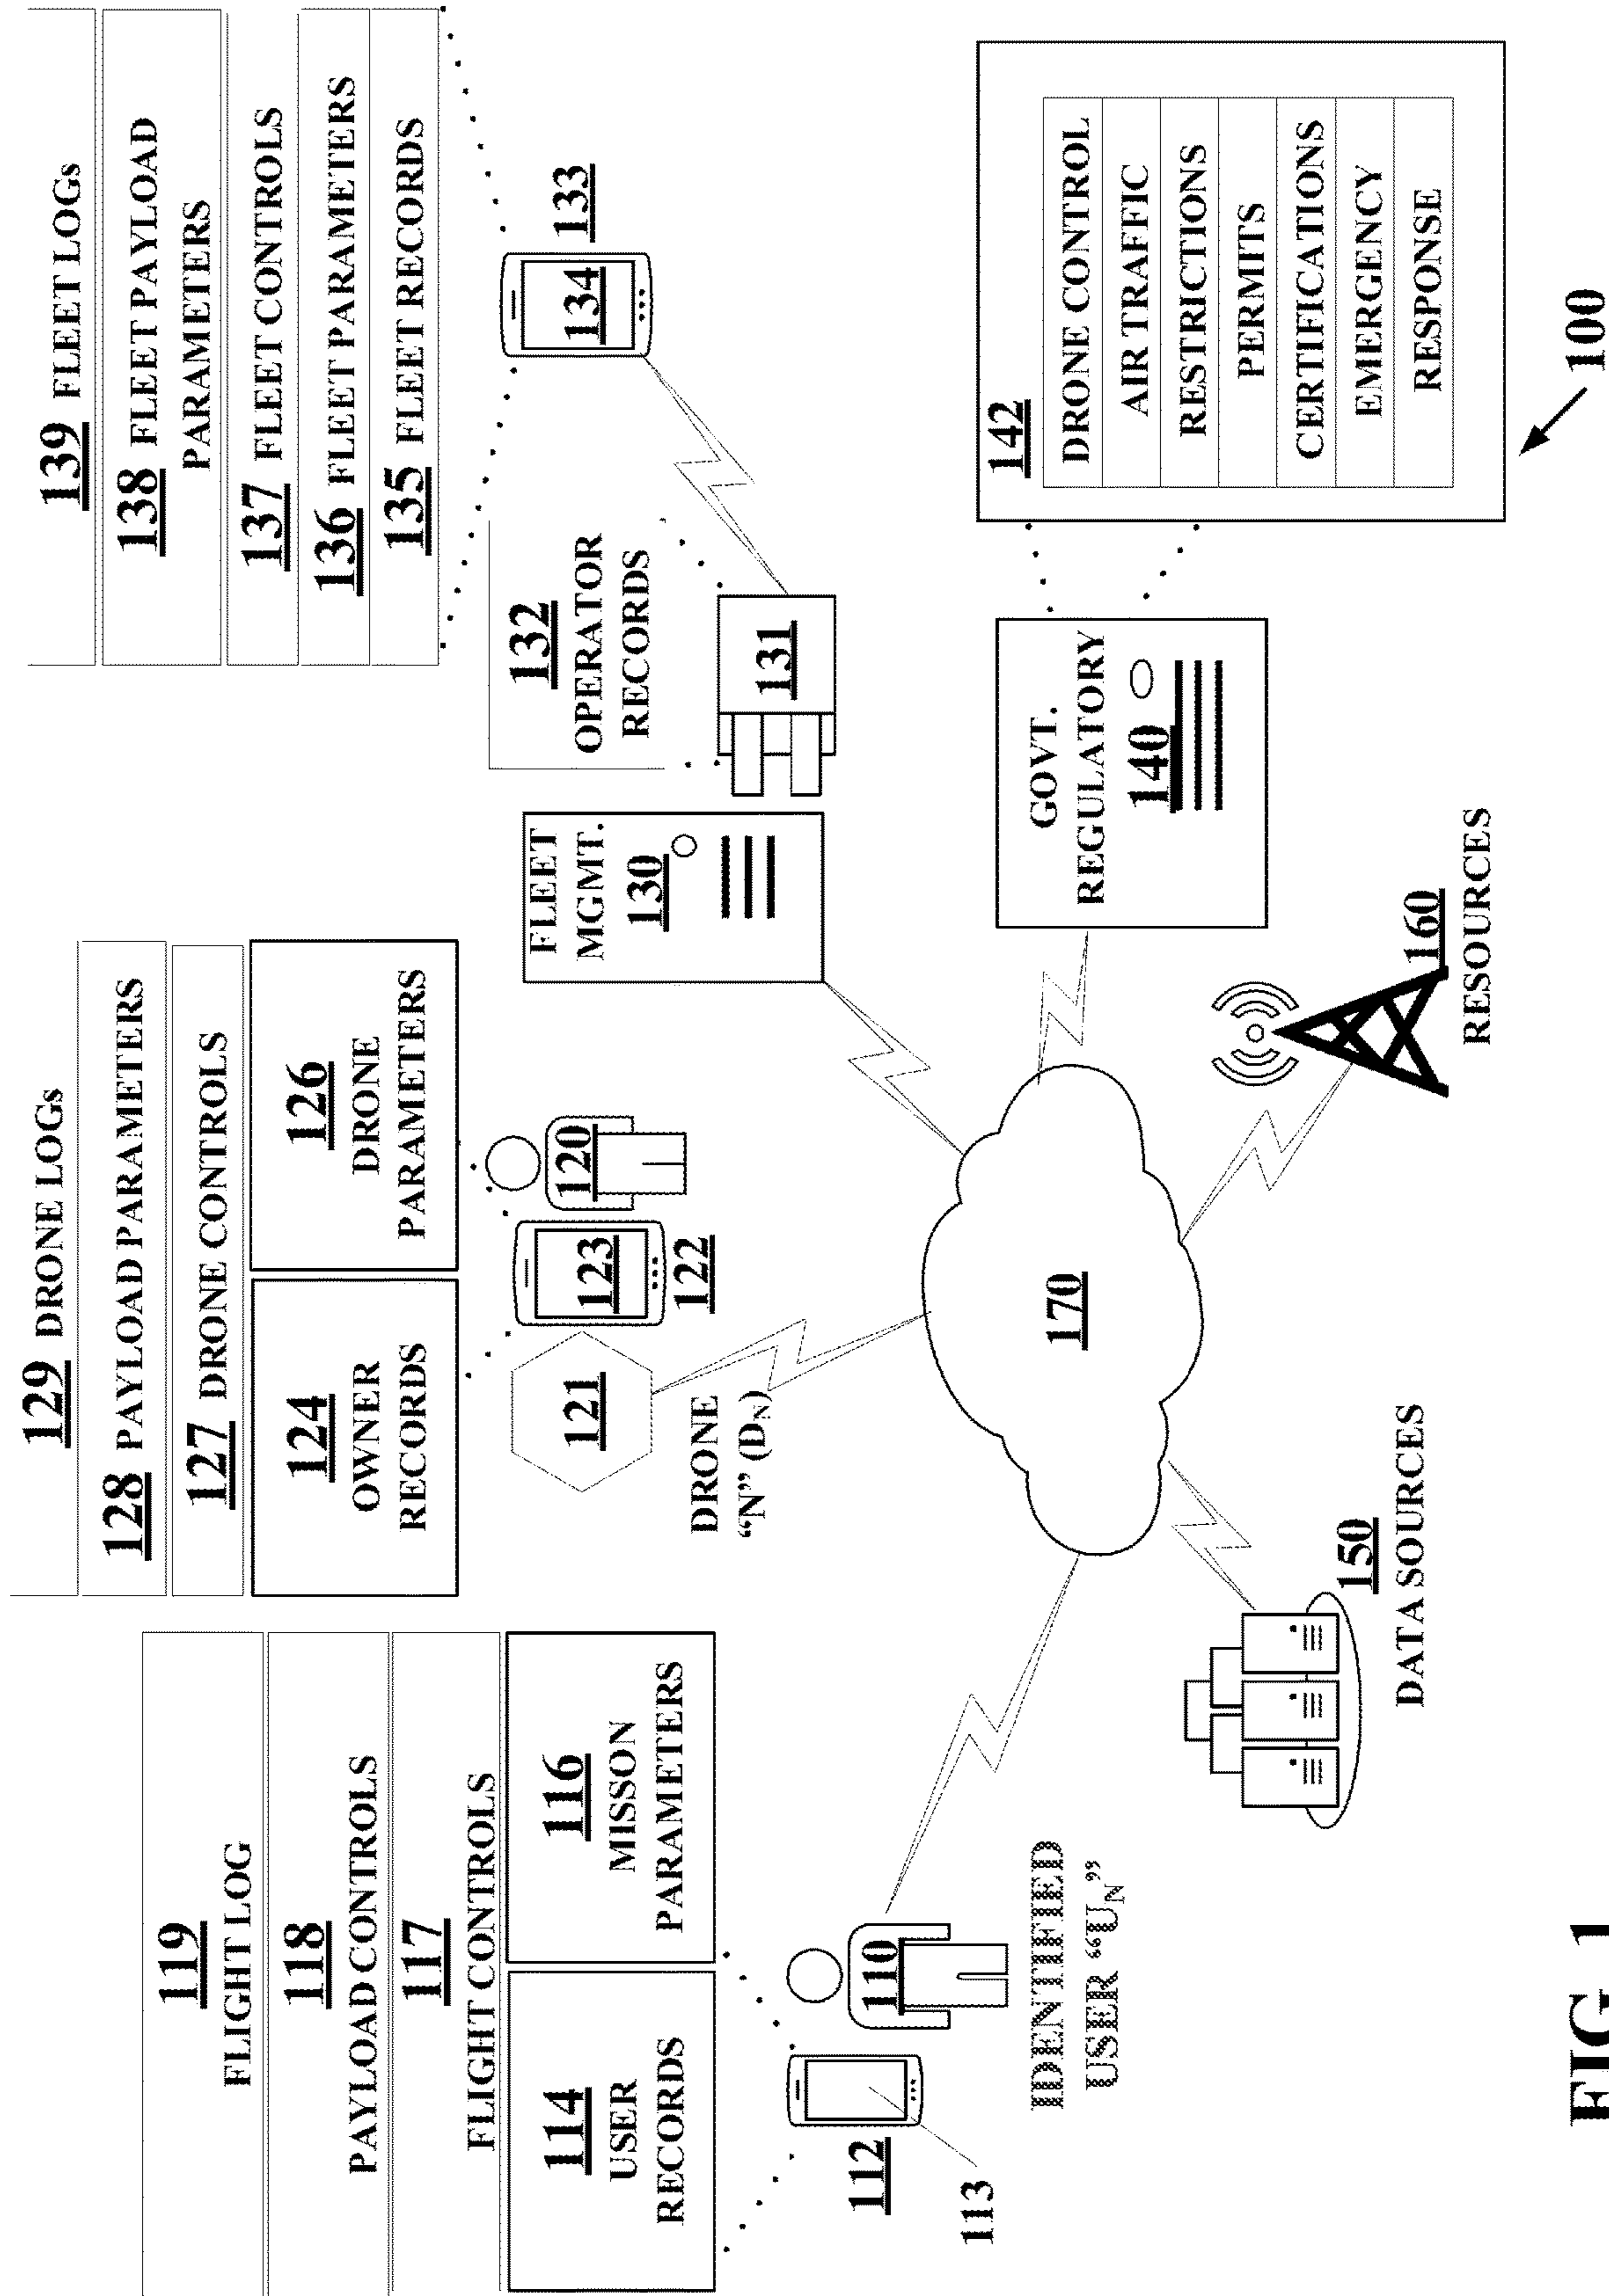 119
FLIGHT LOG
118
PAYLOAD CONTROLS
117
FLIGHT CONTROLS
114
USER
RECORDS
116
MISSON
PARAMETERS
112
113
110
IDENTIFIED
USER “UN”
129 DRONE LOGs
128 PAYLOAD PARAMETERS
127 DRONE CONTROLS
124
OWNER
RECORDS
126
DRONE
PARAMETERS
121
123
122
120
DRONE
“N” (DN)
139 FLEET LOGs
138 FLEET PAYLOAD
PARAMETERS
137 FLEET CONTROLS
136 FLEET PARAMETERS
135 FLEET RECORDS
132
OPERATOR
RECORDS
134
133
131
FLEET
MGMT.
130
GOVT.
REGULATORY
140
142
DRONE CONTROL
AIR TRAFFIC
RESTRICTIONS
PERMITS
CERTIFICATIONS
EMERGENCY
RESPONSE
170
150
DATA SOURCES
160
RESOURCES
100
FIG. 1